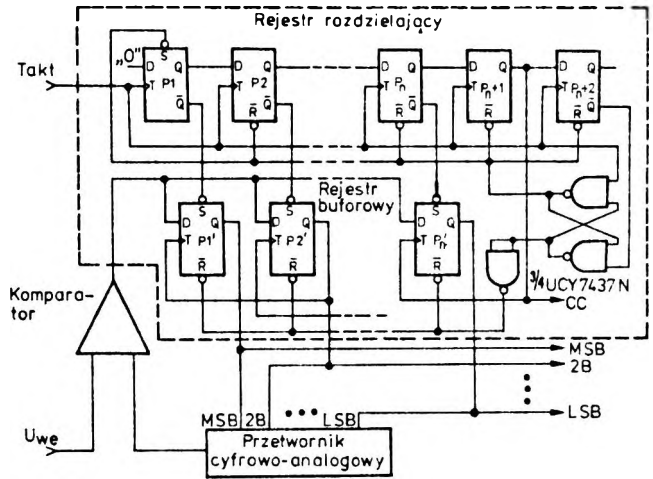 Rejestr rozdzielający
Takt
„0"
S
D Q
T P1
Q̅
D Q
T P2
Q̅
R̅
D Q
T Pn
Q̅
R̅
D Q
T Pn+1
R̅
D Q
T Pn+2
Q̅
R̅
Rejestr
buforowy
S
D Q
T P1'
R̅
S
D Q
T P2'
R̅
S
D Q
T Pn'
R̅
3/4 UCY7437N
CC
Kompara-
tor
MSB
2B
LSB
MSB 2B ••• LSB
Uwe
Przetwornik
cyfrowo-analogowy